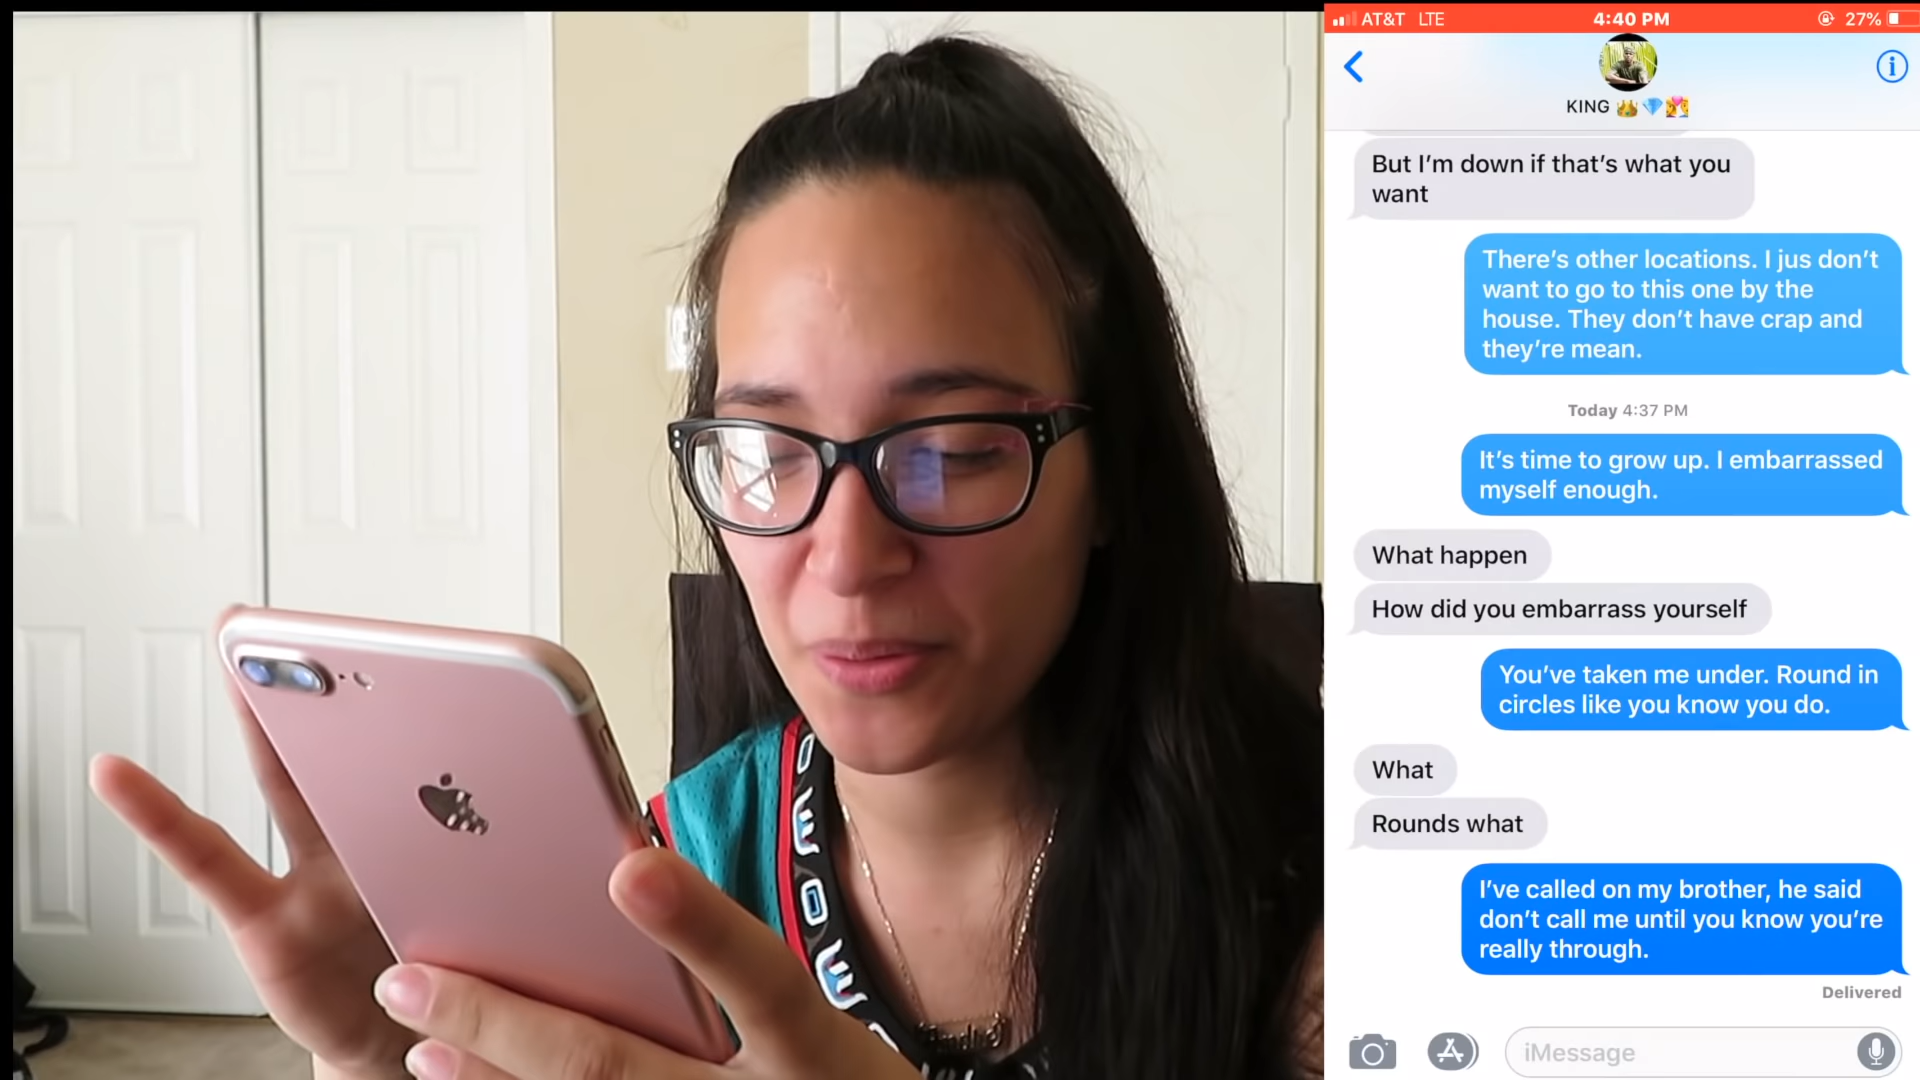 AT&T LTE 4:40 PM 27%
KING 👑💎💏
But I'm down if that's what you
want
There's other locations. I jus don't
want to go to this one by the
house. They don't have crap and
they're mean.
Today 4:37 PM
It's time to grow up. I embarrassed
myself enough.
What happen
How did you embarrass yourself
You've taken me under. Round in
circles like you know you do.
What
Rounds what
I've called on my brother, he said
don't call me until you know you're
really through.
Delivered
iMessage